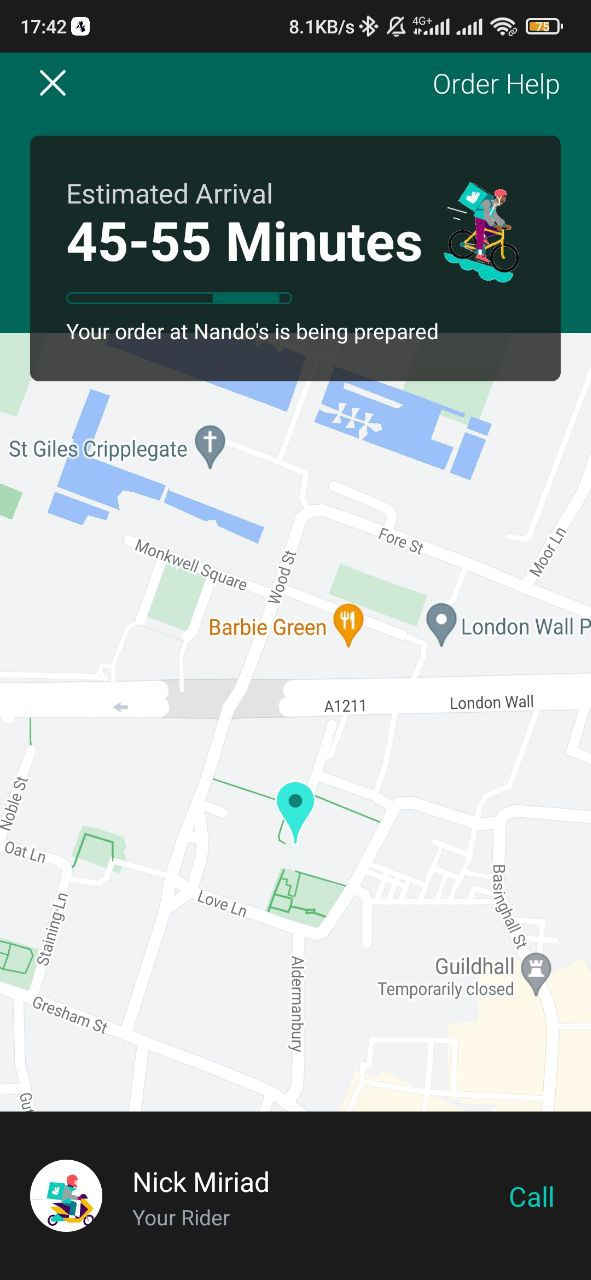 17:42
8.1KB/s 4G+ 75
Order Help
Estimated Arrival
45-55 Minutes
Your order at Nando's is being prepared
St Giles Cripplegate
Fore St
Moor Ln
Monkwell Square
Wood St
Barbie Green
London Wall P
A1211
London Wall
Noble St
Oat Ln
Staining Ln
Love Ln
Basinghall St
Aldermanbury
Guildhall
Temporarily closed
Gresham St
Gut
Nick Miriad
Your Rider
Call